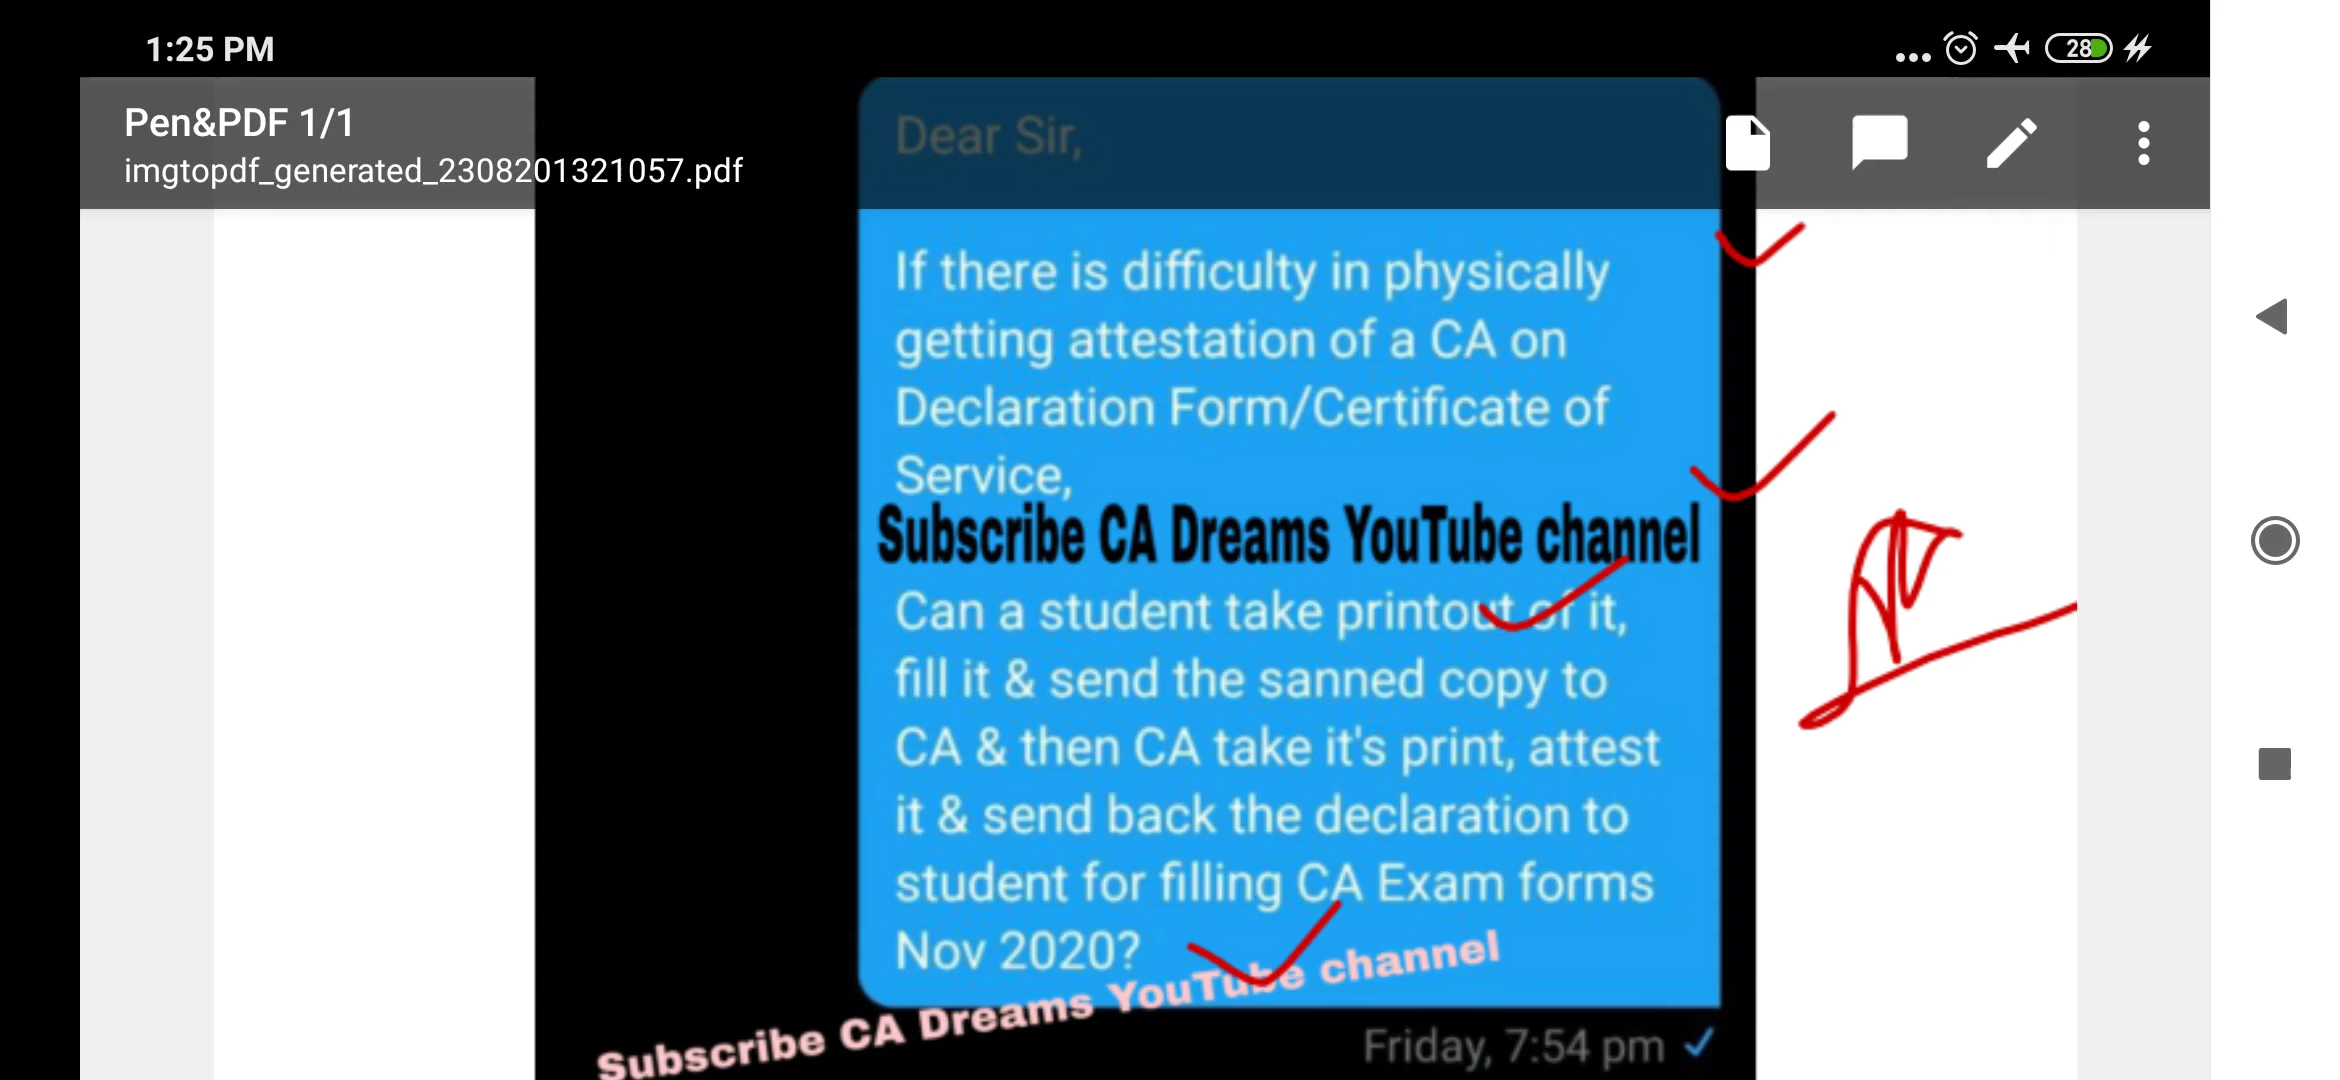 1:25 PM
28
Pen&PDF 1/1
imgtopdf_generated_2308201321057.pdf
Dear Sir,
If there is difficulty in physically
getting attestation of a CA on
Declaration Form/Certificate of
Service,
Subscribe CA Dreams YouTube channel
Can a student take printout of it,
fill it & send the sanned copy to
CA & then CA take it's print, attest
it & send back the declaration to
student for filling CA Exam forms
Nov 2020?
Subscribe CA Dreams YouTube channel
Friday, 7:54 pm